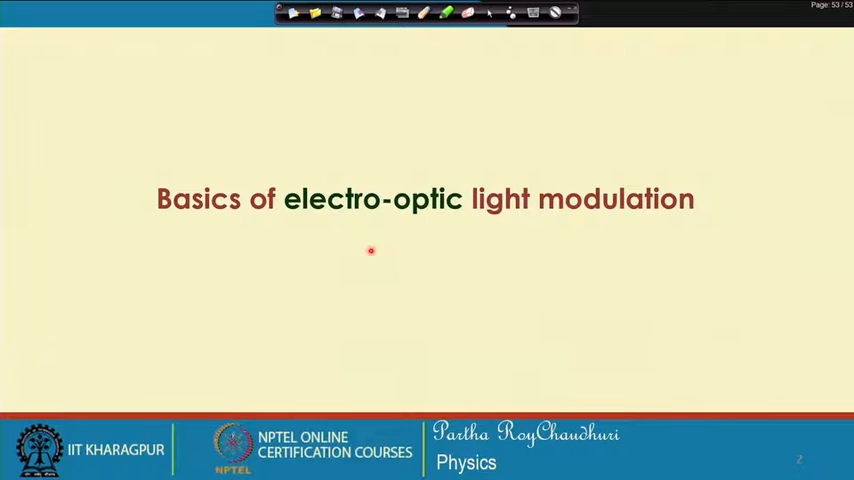 Page: 53 / 53
Basics of electro-optic light modulation
IIT KHARAGPUR
NPTEL
NPTEL ONLINE
CERTIFICATION COURSES
Partha RoyChaudhuri
Physics
2